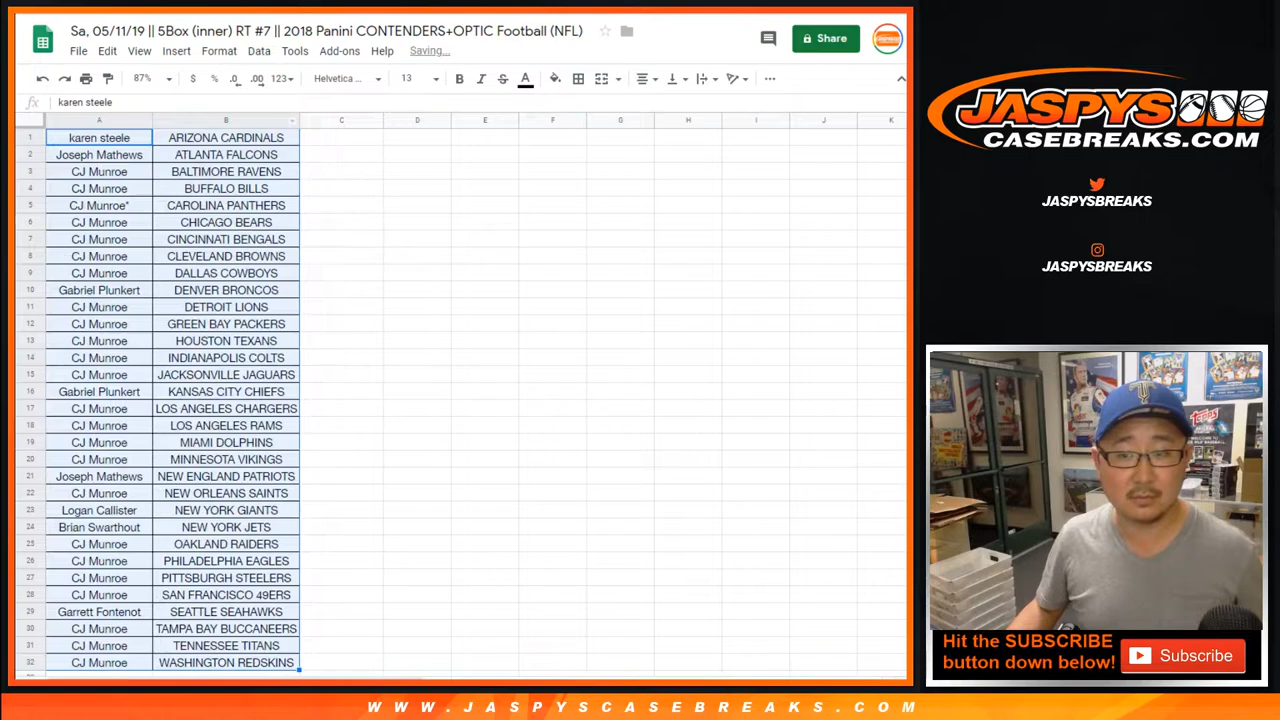 Sa, 05/11/19 || 5Box (inner) RT #7 || 2018 Panini CONTENDERS+OPTIC Football (NFL)
File Edit View Insert Format Data Tools Add-ons Help Saving...
Share
87% $ % .0 .00 123 Helvetica ... 13 B I S A
fx karen steele
A B C D E F G H I J K
1 karen steele ARIZONA CARDINALS
2 Joseph Mathews ATLANTA FALCONS
3 CJ Munroe BALTIMORE RAVENS
4 CJ Munroe BUFFALO BILLS
5 CJ Munroe* CAROLINA PANTHERS
6 CJ Munroe CHICAGO BEARS
7 CJ Munroe CINCINNATI BENGALS
8 CJ Munroe CLEVELAND BROWNS
9 CJ Munroe DALLAS COWBOYS
10 Gabriel Plunkert DENVER BRONCOS
11 CJ Munroe DETROIT LIONS
12 CJ Munroe GREEN BAY PACKERS
13 CJ Munroe HOUSTON TEXANS
14 CJ Munroe INDIANAPOLIS COLTS
15 CJ Munroe JACKSONVILLE JAGUARS
16 Gabriel Plunkert KANSAS CITY CHIEFS
17 CJ Munroe LOS ANGELES CHARGERS
18 CJ Munroe LOS ANGELES RAMS
19 CJ Munroe MIAMI DOLPHINS
20 CJ Munroe MINNESOTA VIKINGS
21 Joseph Mathews NEW ENGLAND PATRIOTS
22 CJ Munroe NEW ORLEANS SAINTS
23 Logan Callister NEW YORK GIANTS
24 Brian Swarthout NEW YORK JETS
25 CJ Munroe OAKLAND RAIDERS
26 CJ Munroe PHILADELPHIA EAGLES
27 CJ Munroe PITTSBURGH STEELERS
28 CJ Munroe SAN FRANCISCO 49ERS
29 Garrett Fontenot SEATTLE SEAHAWKS
30 CJ Munroe TAMPA BAY BUCCANEERS
31 CJ Munroe TENNESSEE TITANS
32 CJ Munroe WASHINGTON REDSKINS
JASPYS
CASEBREAKS.COM
JASPYSBREAKS
JASPYSBREAKS
Topps
Hit the SUBSCRIBE
button down below!
Subscribe
WWW.JASPYSCASEBREAKS.COM